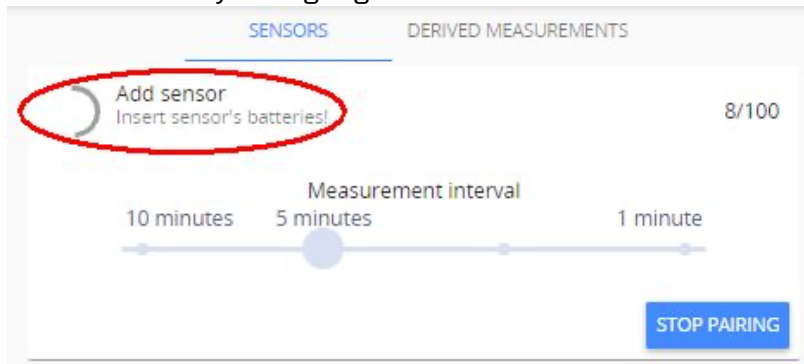 SENSORS DERIVED MEASUREMENTS
Add sensor
Insert sensor's batteries! 8/100
Measurement interval
10 minutes 5 minutes 1 minute
STOP PAIRING